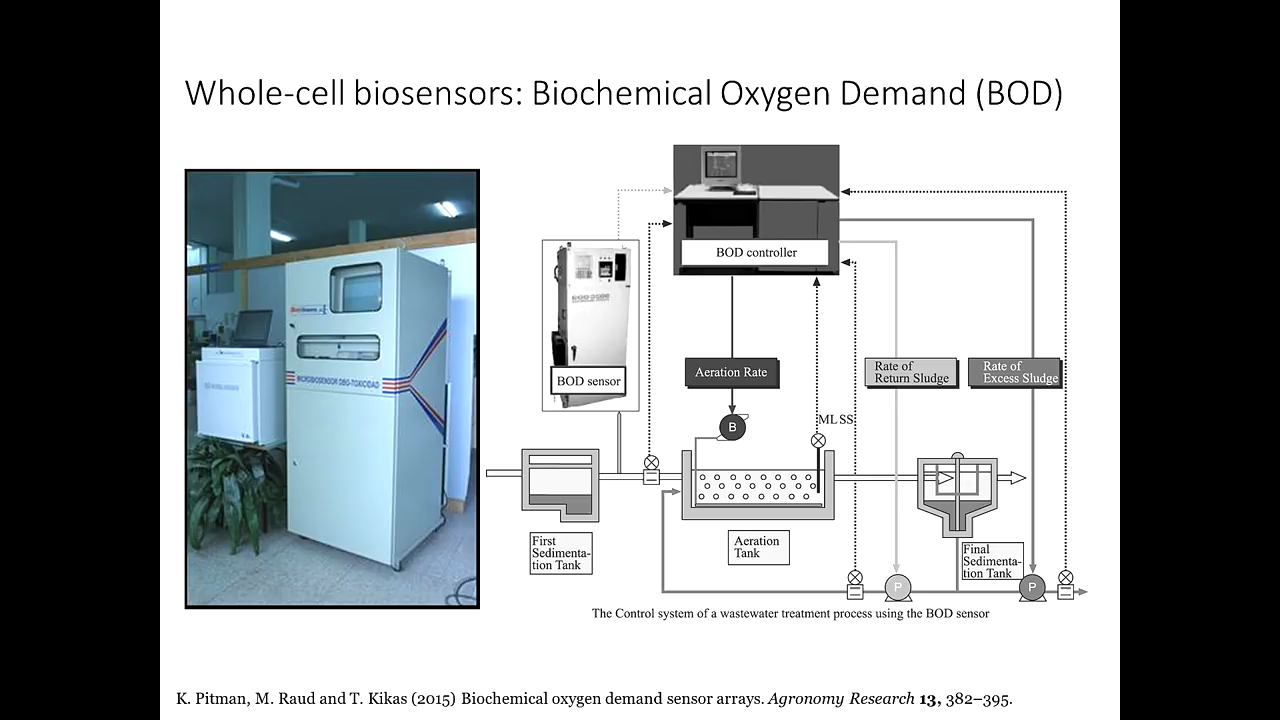 Whole-cell biosensors: Biochemical Oxygen Demand (BOD)
MICROBIOSENSOR DBO-TOXICIDAD
BOD controller
BOD sensor
Aeration Rate
Rate of
Return Sludge
Rate of
Excess Sludge
B
MLSS
First
Sedimenta-
tion Tank
Aeration
Tank
Final
Sedimenta-
tion Tank
P
P
The Control system of a wastewater treatment process using the BOD sensor
K. Pitman, M. Raud and T. Kikas (2015) Biochemical oxygen demand sensor arrays. Agronomy Research 13, 382–395.